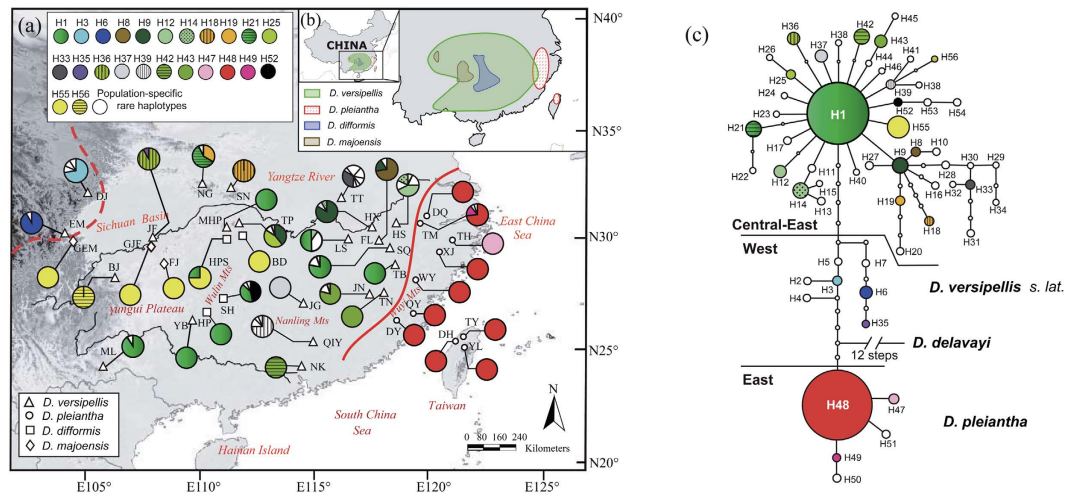 (a)
H1 H2 H6 H8 H9 H12 H14 H18 H19 H21 H25
H33 H35 H36 H37 H39 H42 H43 H47 H48 H49 H52
H55 H56 Population-specific
rare haplotypes
(b)
CHINA
D. versipellis
D. pleiantha
D. difformis
D. majoensis
N40°
N35°
N30°
N25°
N20°
E105° E110° E115° E120° E125°
Yangtze River
Sichuan Basin
East China
Sea
Yungui Plateau
Wulin Mts
Nanling Mts
Wuyi Mts
South China
Sea
Taiwan
Hainan Island
DJ
NG
SN
TT
HX
HS
DQ
EM
GEM
JF
GJF
MHP
TP
LS
FL
SQ
TM
TH
XJ
BJ
FJ
HPS
BD
TB
WY
JN
TN
JG
SH
HP
YB
ML
QIY
NK
QY
DY
DH
TY
YL
D. versipellis
D. pleiantha
D. difformis
D. majoensis
N
0 80 160 240
Kilometers
(c)
H45
H36
H38
H42
H43
H37
H26
H44
H41
H56
H46
H25
H38
H24
H39
H1
H52
H53
H54
H23
H55
H21
H8
H10
H17
H9
H22
H12
H11
H27
H30
H29
H40
H28
H15
H16
H33
H14
H32
H13
H19
H34
H18
H31
H20
Central-East
West
H5
H7
H2
H3
H6
D. versipellis s. lat.
H4
H35
D. delavayi
12 steps
East
H48
H47
D. pleiantha
H51
H49
H50